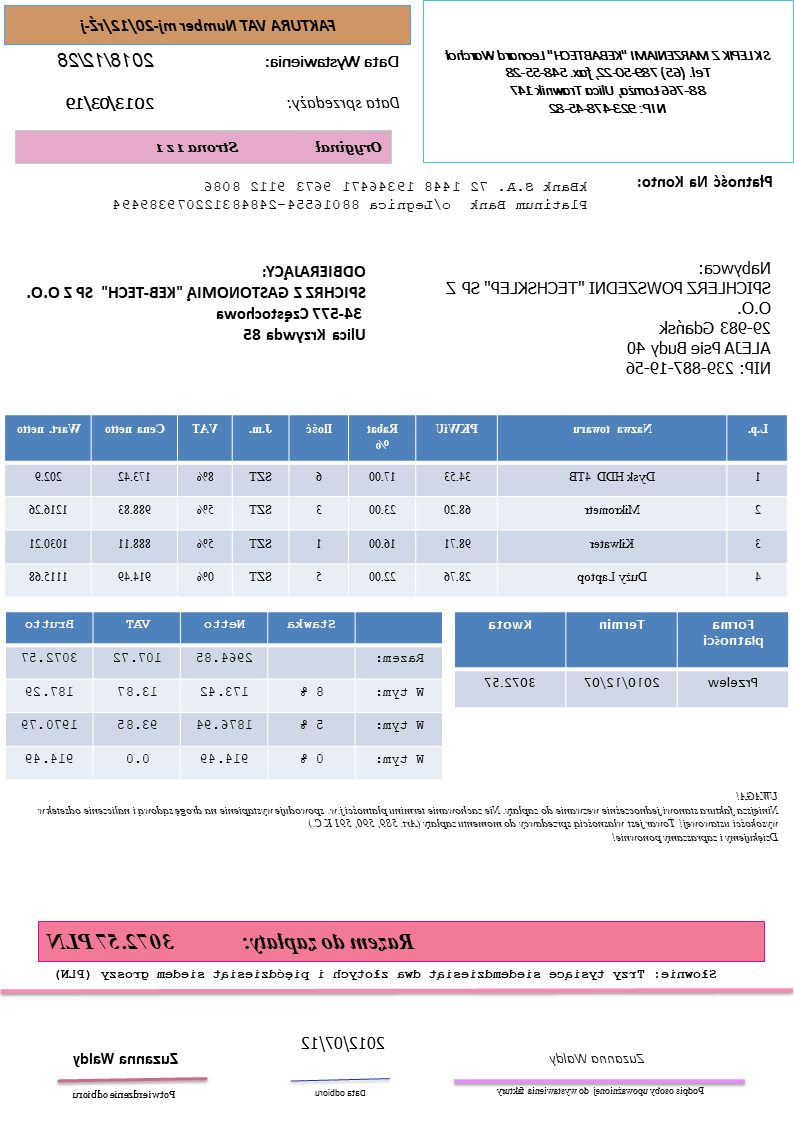 SKLEPIK Z MARZENIAMI "KEBABTECH" Leonard Warchoł
Tel. (65) 789-50-22, fax. 548-55-28
88-766 Łomża, Ulica Trawnik 147
NIP: 923-478-45-82
FAKTURA VAT Number mj-20/12/rŻ-j
Data Wystawienia: 2018/12/28
Data sprzedaży: 2013/03/19
Oryginał Strona 1 z 1
Płatność Na Konto: kBank S.A. 72 1448 19346471 9673 9112 8086
Platinum Bank o/Legnica 88016554-248483122079389494
Nabywca:
SPICHLERZ POWSZEDNI "TECHSKLEP" SP Z
O.O.
29-983 Gdańsk
ALEJA Psie Budy 40
NIP: 239-887-19-56
ODBIERAJĄCY:
SPICHRZ Z GASTONOMIĄ "KEB-TECH" SP Z O.O.
34-577 Częstochowa
Ulica Krzywda 85
L.p. Nazwa towaru PKWiU Rabat % Ilość J.m. VAT Cena netto Wart. netto
1 Dysk HDD 4TB 34.53 17.00 6 SZT 8% 173.42 202.9
2 Mikrometr 68.20 23.00 3 SZT 5% 988.83 1216.26
3 Kilwater 98.71 16.00 1 SZT 5% 888.11 1030.21
4 Duży Laptop 28.76 22.00 5 SZT 0% 914.49 1115.68
Forma płatności Termin Kwota
Przelew 2010/12/07 3072.57
Stawka Netto VAT Brutto
Razem: 2964.85 107.72 3072.57
W tym: 8 % 173.42 13.87 187.29
W tym: 5 % 1876.94 93.85 1970.79
W tym: 0 % 914.49 0.0 914.49
UWAGA!
Niniejsza faktura stanowi jednocześnie wezwanie do zapłaty. Nie zachowanie terminu płatności j.w. spowoduje wystąpienie na drogę sądową i naliczenie odsetek w
wysokości ustawowej! Towar jest własnością sprzedawcy do momentu zapłaty (Art. 589, 590, 591 K.C.)
Dziękujemy i zapraszamy ponownie!
Razem do zapłaty: 3072.57 PLN
Słownie: Trzy tysiące siedemdziesiąt dwa złotych i pięćdziesiąt siedem groszy (PLN)
Zuzanna Waldy 2012/07/12 Zuzanna Waldy
Podpis osoby upoważnionej do wystawienia faktury Data odbioru Potwierdzenie odbioru